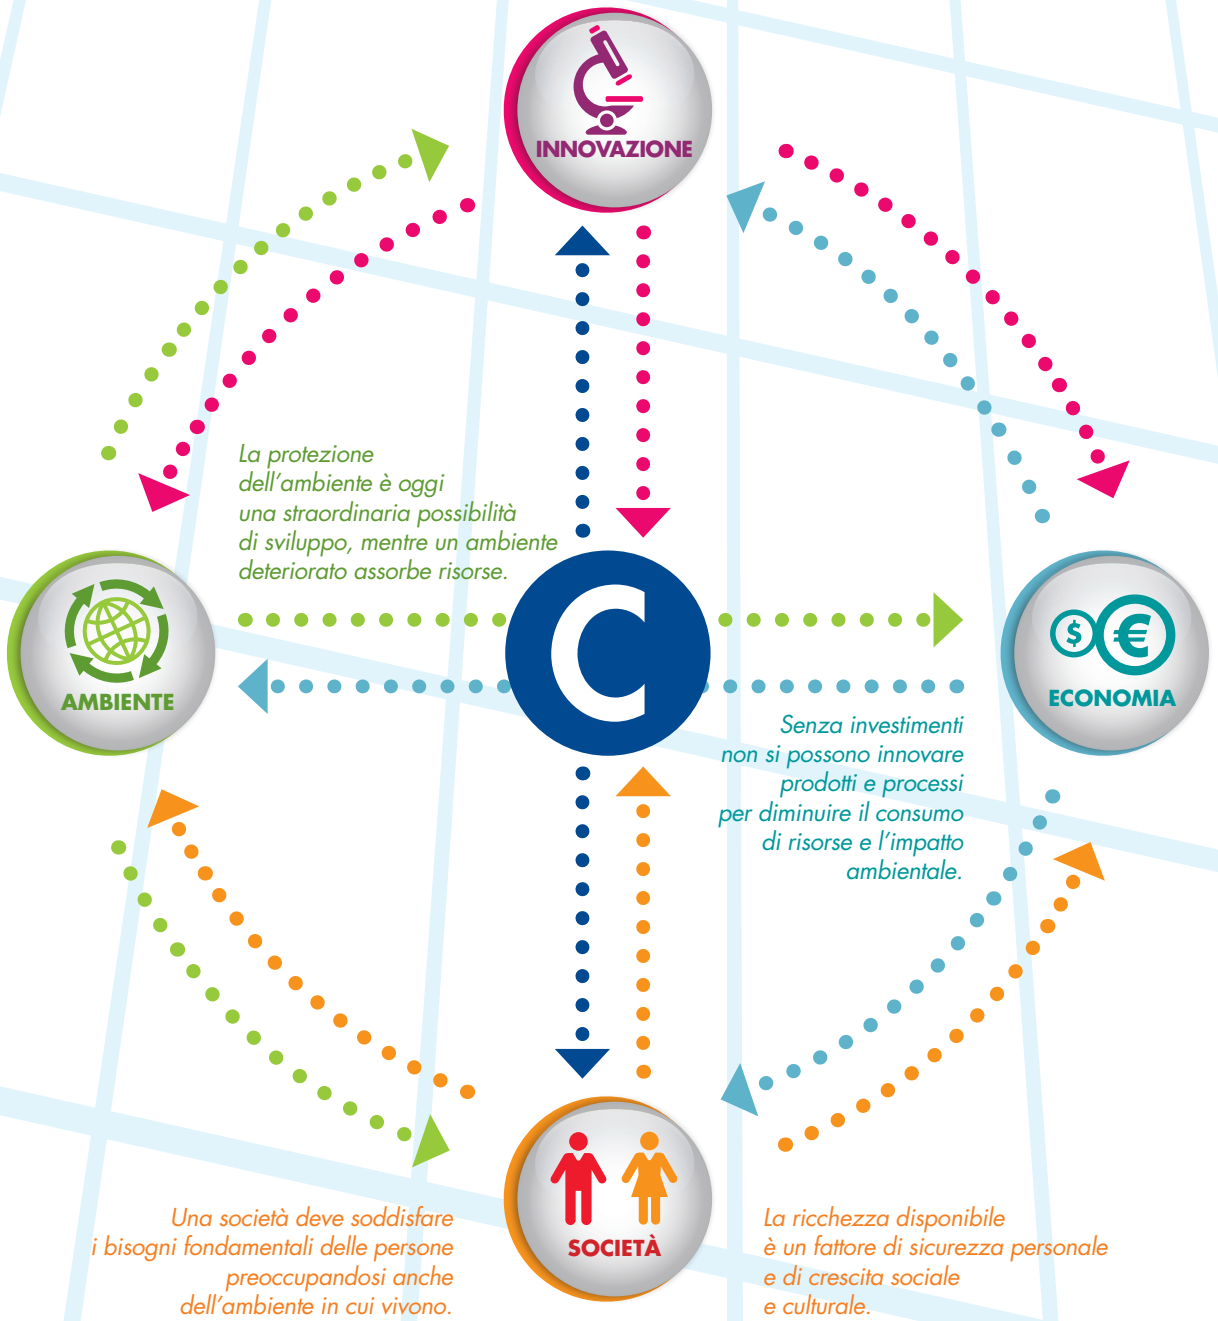 INNOVAZIONE
La protezione
dell'ambiente è oggi
una straordinaria possibilità
di sviluppo, mentre un ambiente
deteriorato assorbe risorse.
AMBIENTE
C
$
€
ECONOMIA
Senza investimenti
non si possono innovare
prodotti e processi
per diminuire il consumo
di risorse e l'impatto
ambientale.
SOCIETÀ
Una società deve soddisfare
i bisogni fondamentali delle persone
preoccupandosi anche
dell'ambiente in cui vivono.
La ricchezza disponibile
è un fattore di sicurezza personale
e di crescita sociale
e culturale.